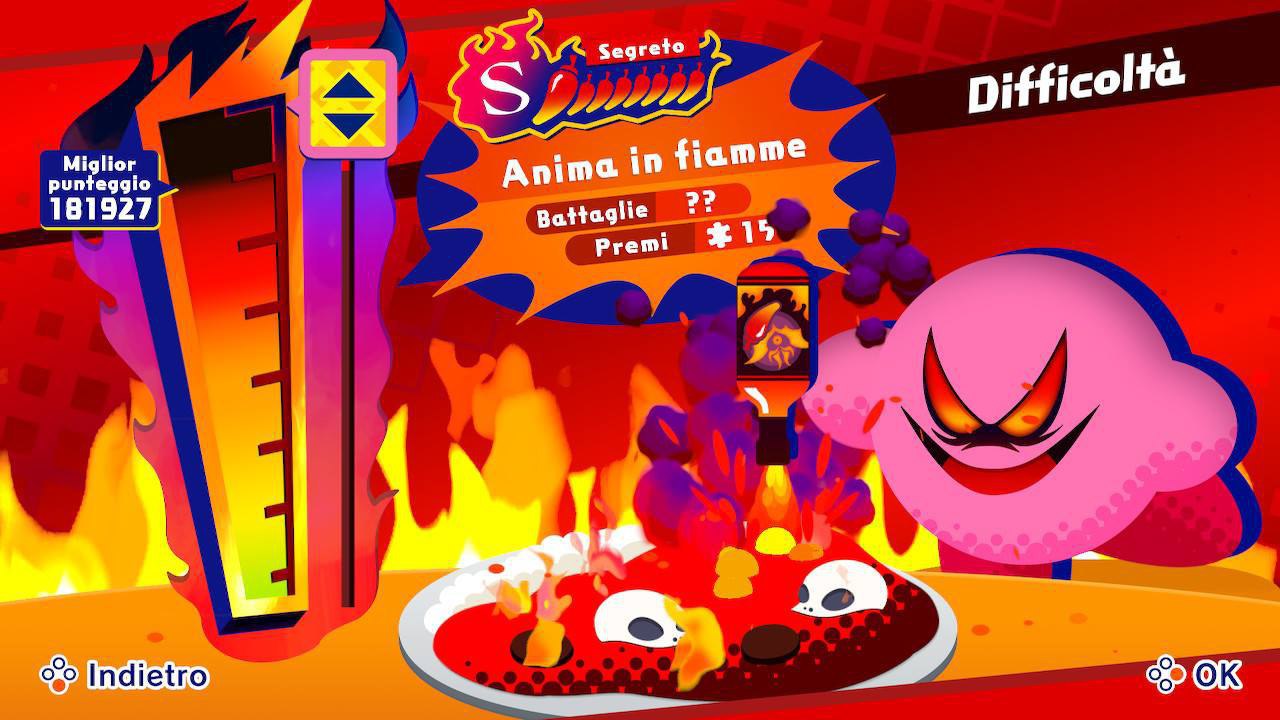 Segreto
S
Difficoltà
Anima in fiamme
Miglior
punteggio
181927
Battaglie ??
Premi 15
Indietro
OK